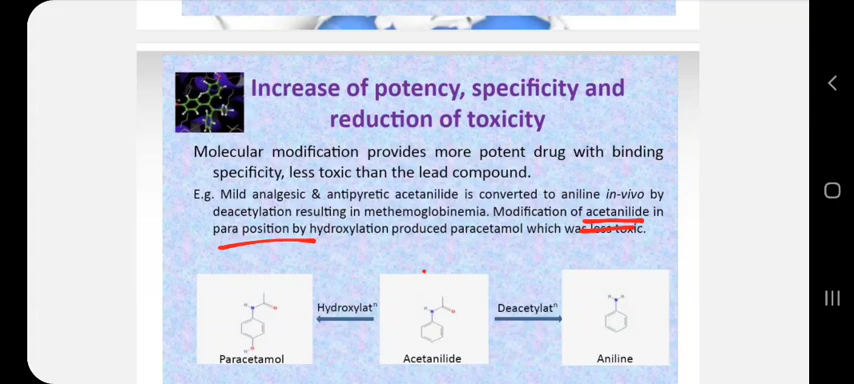 Increase of potency, specificity and
reduction of toxicity
Molecular modification provides more potent drug with binding
specificity, less toxic than the lead compound.
E.g. Mild analgesic & antipyretic acetanilide is converted to aniline in-vivo by
deacetylation resulting in methemoglobinemia. Modification of acetanilide in
para position by hydroxylation produced paracetamol which was less toxic.
Hydroxylatⁿ
Deacetylatⁿ
Paracetamol
Acetanilide
Aniline